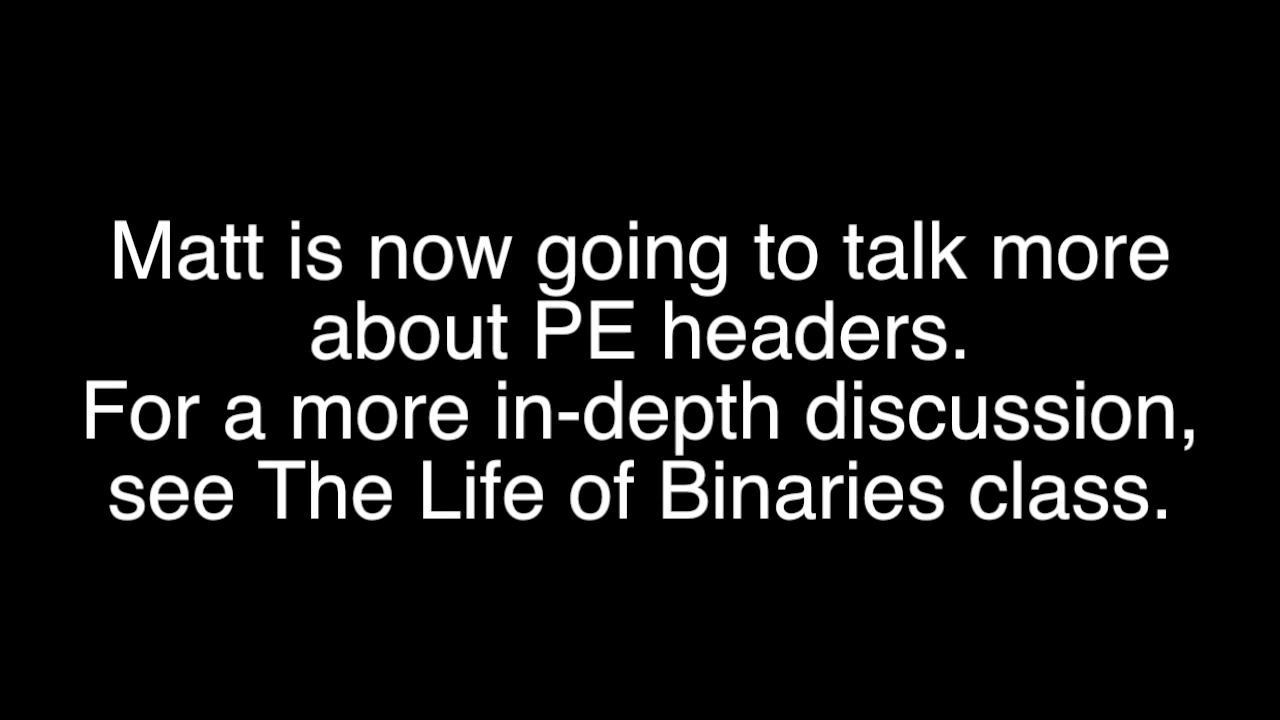 Matt is now going to talk more
about PE headers.
For a more in-depth discussion,
see The Life of Binaries class.